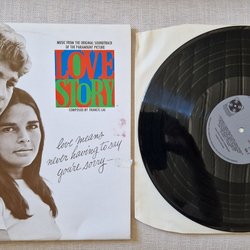 MUSIC FROM THE ORIGINAL SOUNDTRACK
OF THE PARAMOUNT PICTURE
LOVE
STORY
COMPOSED BY FRANCIS LAI
love means
never having to say
you're sorry